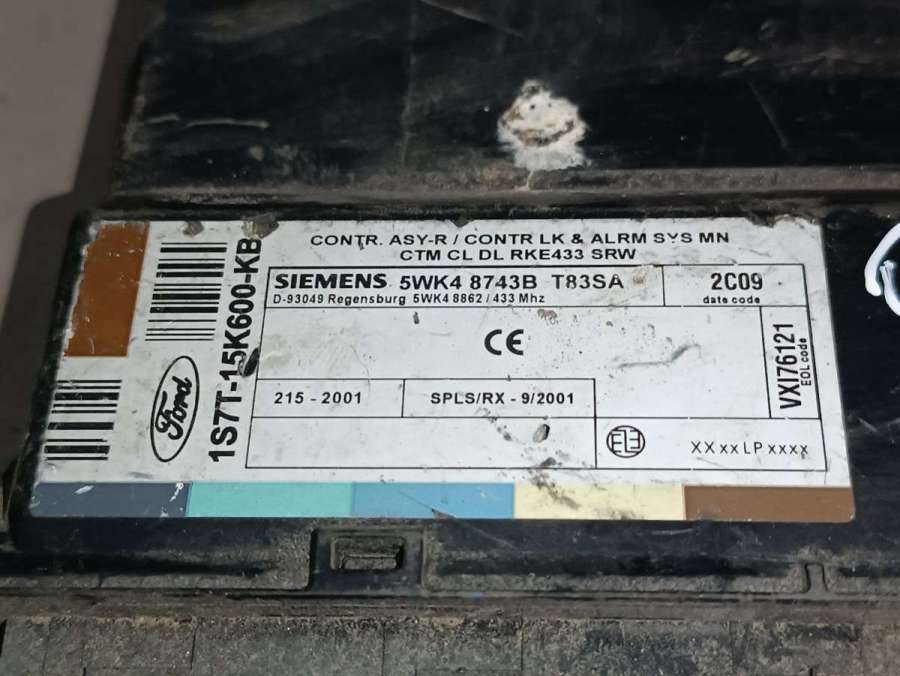 CONTR. ASY-R / CONTR LK & ALRM SYS MN
CTM CL DL RKE433 SRW
SIEMENS 5WK4 8743B T83SA
D-93049 Regensburg 5WK4 8862 / 433 Mhz
2C09
date code
VXI76121
EOL code
215 - 2001
SPLS/RX - 9/2001
XX xx LP xxxx
Ford
1S7T-15K600-KB